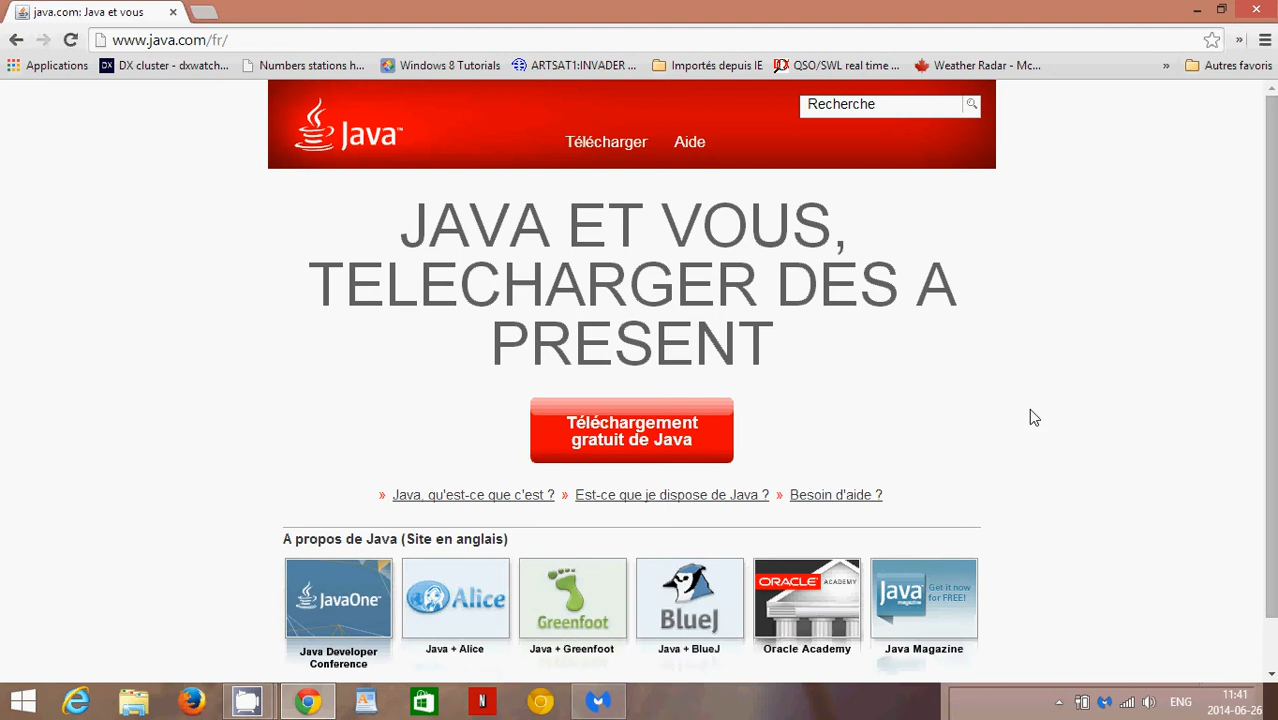 java.com: Java et vous
www.java.com/fr/
Applications DX cluster - dxwatch... Numbers stations h... Windows 8 Tutorials ARTSAT1:INVADER ... Importés depuis IE QSO/SWL real time ... Weather Radar - Mc... » Autres favoris
Recherche
Java™
Télécharger Aide
JAVA ET VOUS,
TELECHARGER DES A
PRESENT
Téléchargement
gratuit de Java
» Java, qu'est-ce que c'est ? » Est-ce que je dispose de Java ? » Besoin d'aide ?
A propos de Java (Site en anglais)
JavaOne Alice Greenfoot BlueJ ORACLE ACADEMY Java magazine Get it now for FREE!
Java Developer
Conference
Java + Alice
Java + Greenfoot
Java + BlueJ
Oracle Academy
Java Magazine
ENG
11:41
2014-06-26